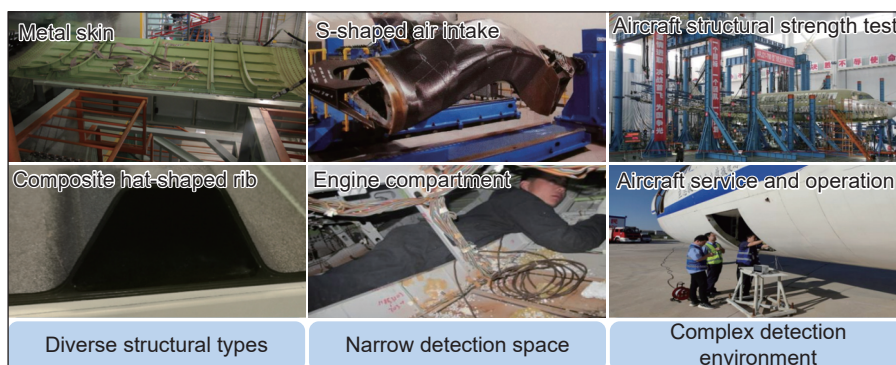 Metal skin
S-shaped air intake
Aircraft structural strength test
Composite hat-shaped rib
Engine compartment
Aircraft service and operation
Diverse structural types
Narrow detection space
Complex detection
environment